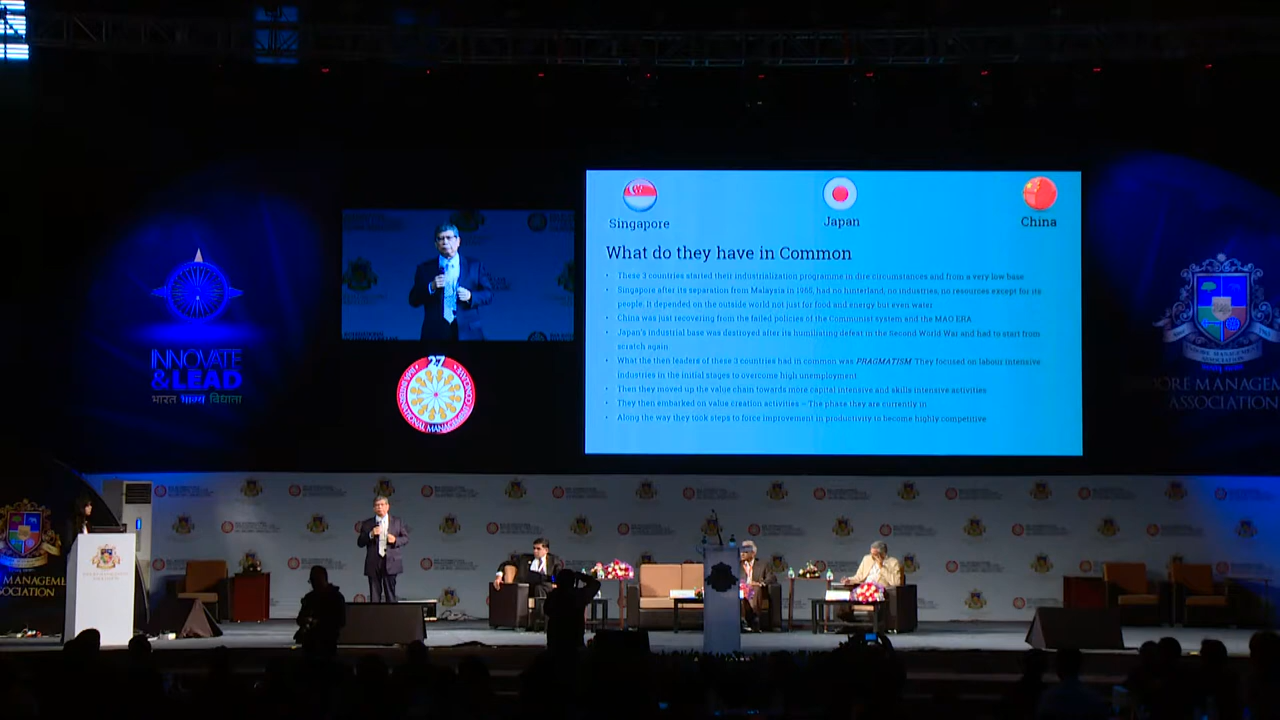 Singapore
Japan
China
What do they have in Common
• These 3 countries started their industrialization programme in dire circumstances and from a very low base
• Singapore after its separation from Malaysia in 1965, had no hinterland, no industries, no resources except for its
people. It depended on the outside world not just for food and energy but even water
• China was just recovering from the failed policies of the Communist system and the MAO ERA
• Japan's industrial base was destroyed after its humiliating defeat in the Second World War and had to start from
scratch again
• What the then leaders of these 3 countries had in common was PRAGMATISM. They focused on labour intensive
industries in the initial stages to overcome high unemployment
• Then they moved up the value chain towards more capital intensive and skills intensive activities
• They then embarked on value creation activities – The phase they are currently in
• Along the way they took steps to force improvement in productivity to become highly competitive
INNOVATE
&LEAD
भारत भाग्य विधाता
27
INTERNATIONAL MANAGEMENT CONCLAVE
ORE MANAGEM
ASSOCIATION
MANAGEME
SOCIATION